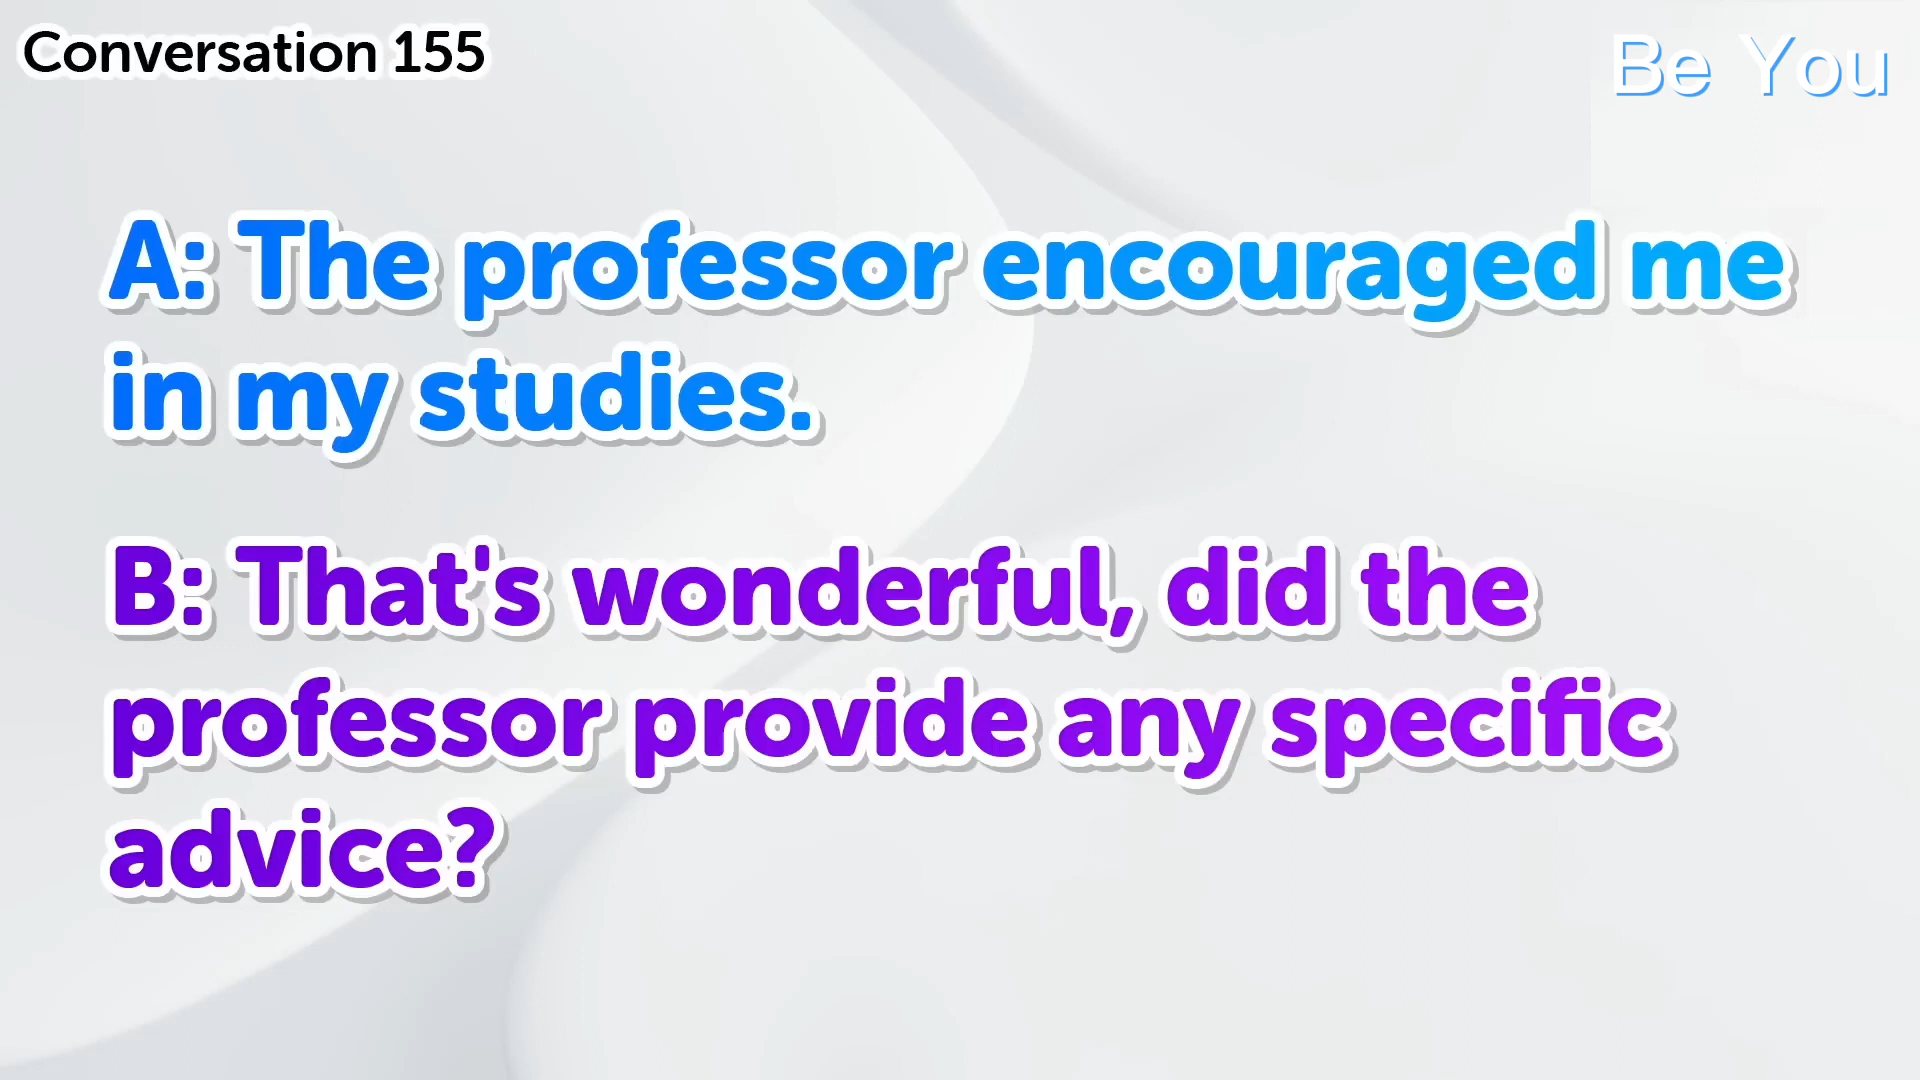 Conversation 155
Be You
A: The professor encouraged me
in my studies.
B: That's wonderful, did the
professor provide any specific
advice?